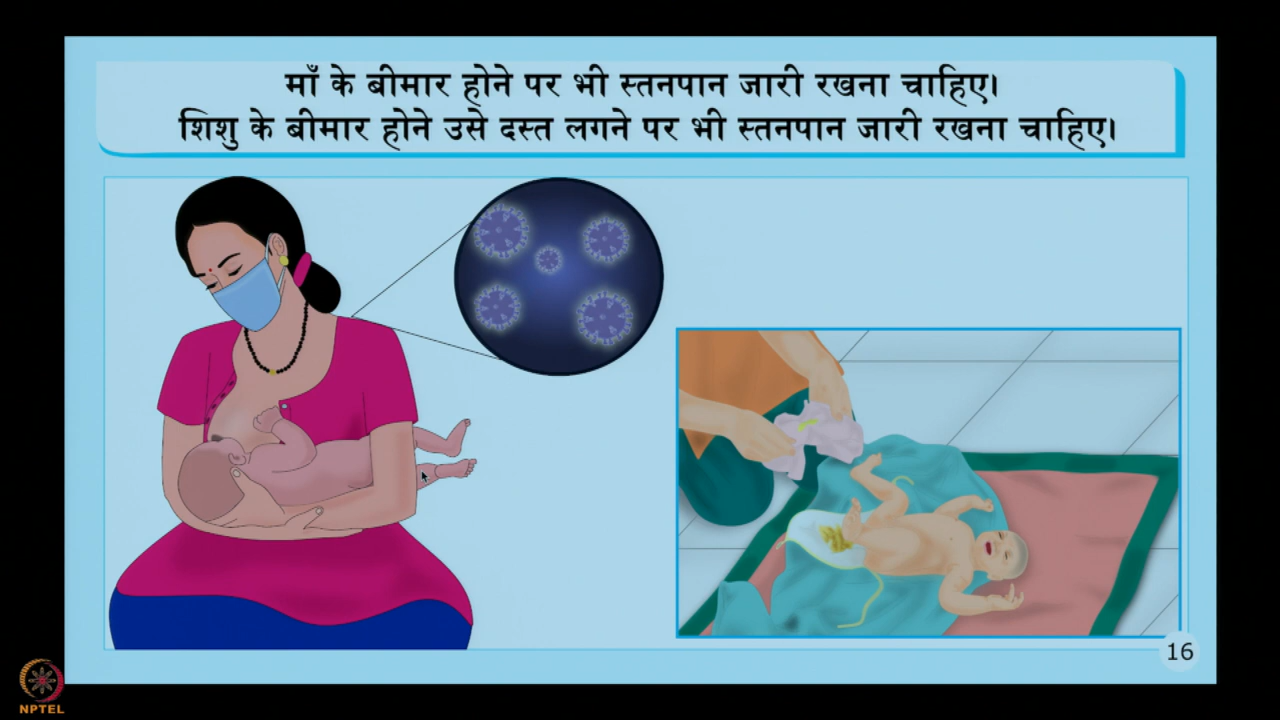 माँ के बीमार होने पर भी स्तनपान जारी रखना चाहिए।
शिशु के बीमार होने उसे दस्त लगने पर भी स्तनपान जारी रखना चाहिए।
16
NPTEL